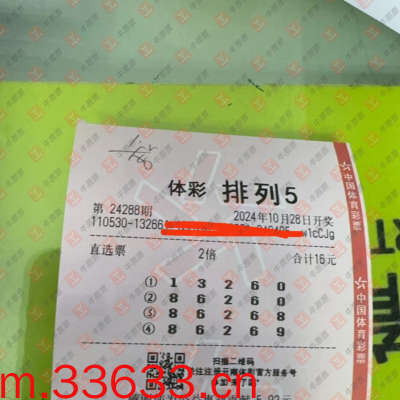 体彩 排列5
第 24288期 2024年10月28日开奖
110530-13266 w1cCJg
直选票 2倍 合计16元
① 1 3 2 6 0
② 8 6 2 6 0
③ 8 6 2 6 8
④ 8 6 2 6 9
扫描二维码
中国体育彩票
中国体育彩票
m.33633.cn